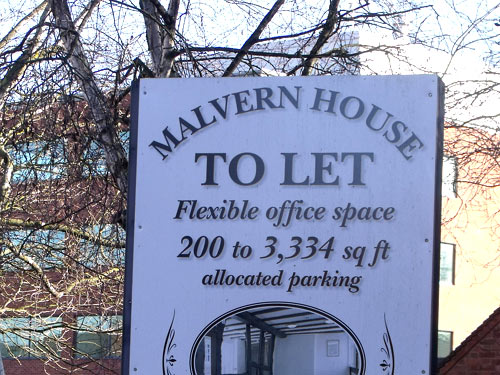 MALVERN HOUSE
TO LET
Flexible office space
200 to 3,334 sq ft
allocated parking